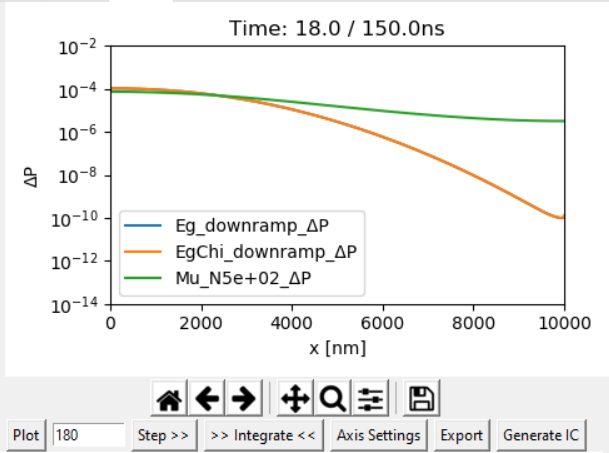 Time: 18.0 / 150.0ns
10⁻²
10⁻⁴
10⁻⁶
10⁻⁸
10⁻¹⁰
10⁻¹²
10⁻¹⁴
ΔP
Eg_downramp_ΔP
EgChi_downramp_ΔP
Mu_N5e+02_ΔP
0 2000 4000 6000 8000 10000
x [nm]
Plot 180 Step >> >> Integrate << Axis Settings Export Generate IC